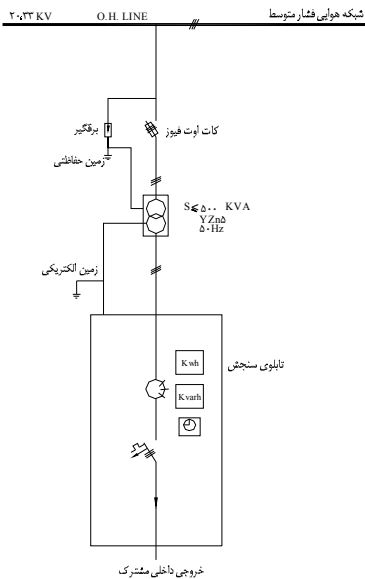 شبکه هوایی فشار متوسط
O.H. LINE
۲۰،۳۳ KV
برقگیر
کات اوت فیوز
زمین حفاظتی
S⩽۵۰۰ KVA
YZn۵
۵۰Hz
زمین الکتریکی
تابلوی سنجش
Kwh
Kvarh
خروجی داخلی مشترک